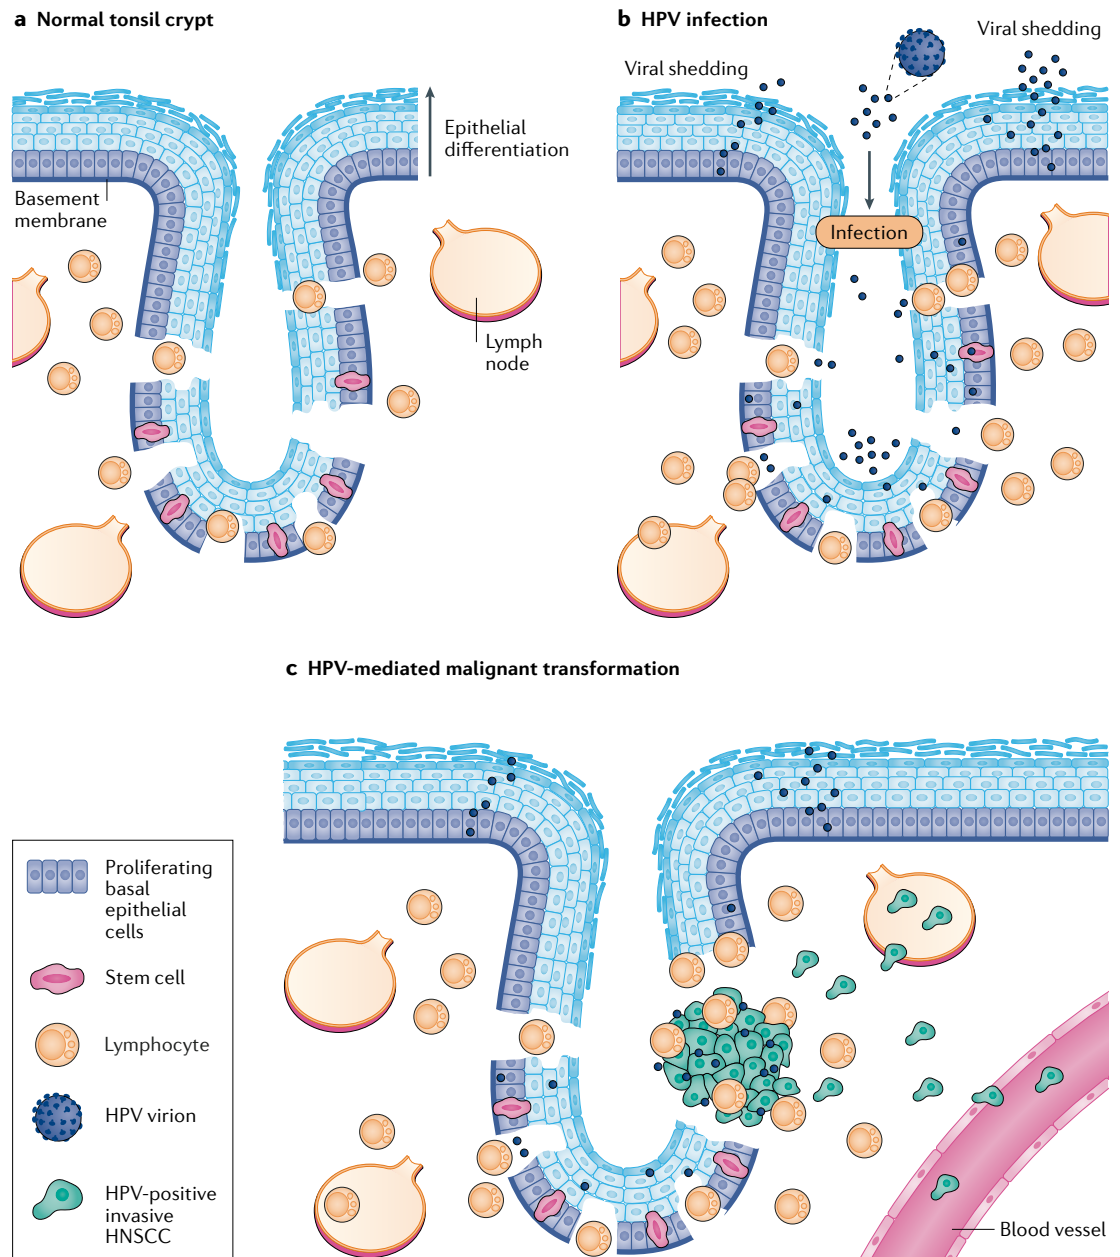 a Normal tonsil crypt
Epithelial
differentiation
Basement
membrane
Lymph
node
b HPV infection
Viral shedding
Viral shedding
Infection
c HPV-mediated malignant transformation
Proliferating
basal
epithelial
cells
Stem cell
Lymphocyte
HPV virion
HPV-positive
invasive
HNSCC
Blood vessel